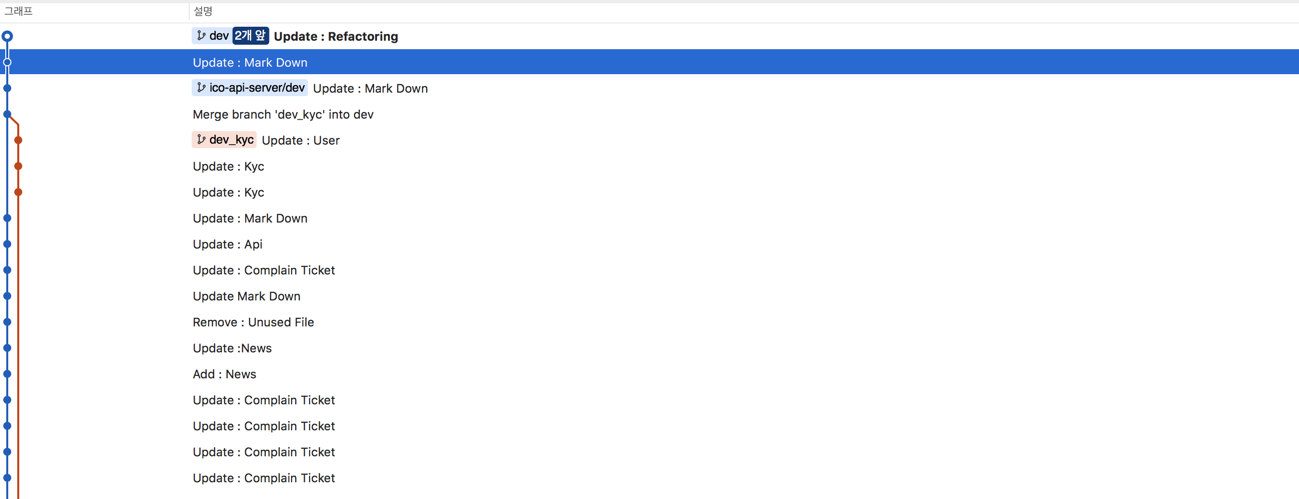 그래프 설명
dev 2개 앞 Update : Refactoring
Update : Mark Down
ico-api-server/dev Update : Mark Down
Merge branch 'dev_kyc' into dev
dev_kyc Update : User
Update : Kyc
Update : Kyc
Update : Mark Down
Update : Api
Update : Complain Ticket
Update Mark Down
Remove : Unused File
Update :News
Add : News
Update : Complain Ticket
Update : Complain Ticket
Update : Complain Ticket
Update : Complain Ticket